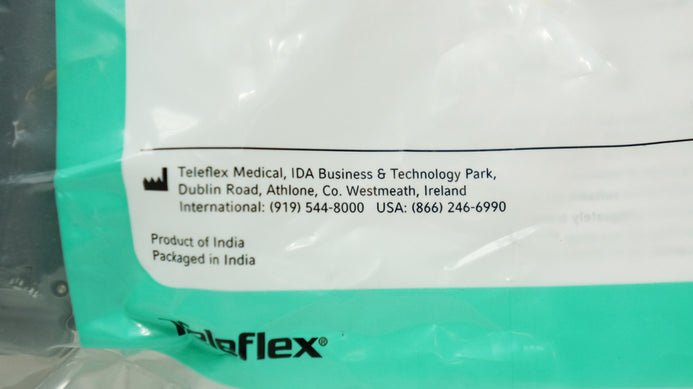 Teleflex Medical, IDA Business & Technology Park,
Dublin Road, Athlone, Co. Westmeath, Ireland
International: (919) 544-8000 USA: (866) 246-6990
Product of India
Packaged in India
Teleflex®